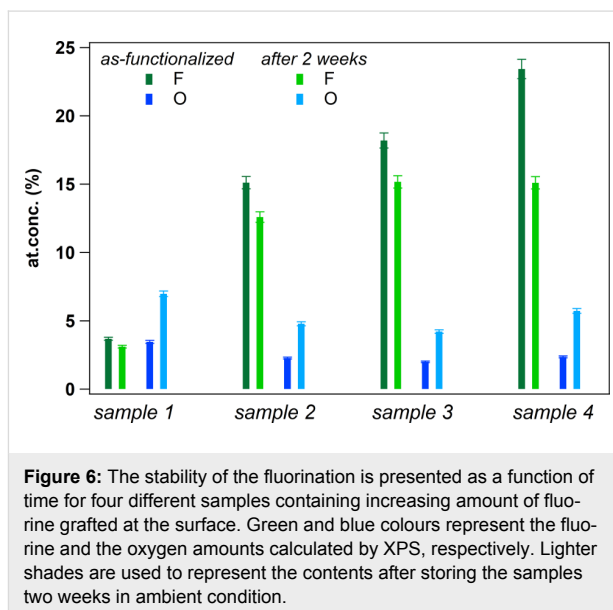 25
20
15
10
5
0
at.conc. (%)
as-functionalized after 2 weeks
F F
O O
sample 1 sample 2 sample 3 sample 4
Figure 6: The stability of the fluorination is presented as a function of
time for four different samples containing increasing amount of fluo-
rine grafted at the surface. Green and blue colours represent the fluo-
rine and the oxygen amounts calculated by XPS, respectively. Lighter
shades are used to represent the contents after storing the samples
two weeks in ambient condition.